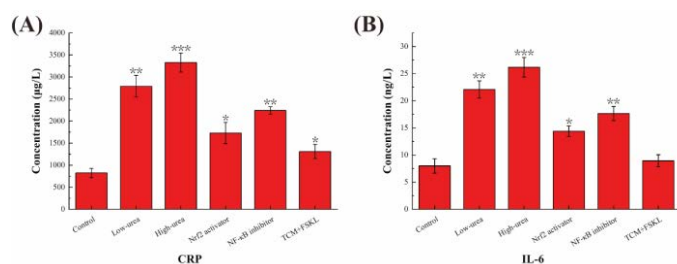 (A)
Concentration (μg/L)
4000
3500
3000
2500
2000
1500
1000
500
0
**
***
*
**
*
Control
Low-urea
High-urea
Nrf2 activator
NF-κB inhibitor
TCM+FSKL
CRP
(B)
Concentration (ng/L)
30
25
20
15
10
5
0
**
***
*
**
Control
Low-urea
High-urea
Nrf2 activator
NF-κB inhibitor
TCM+FSKL
IL-6